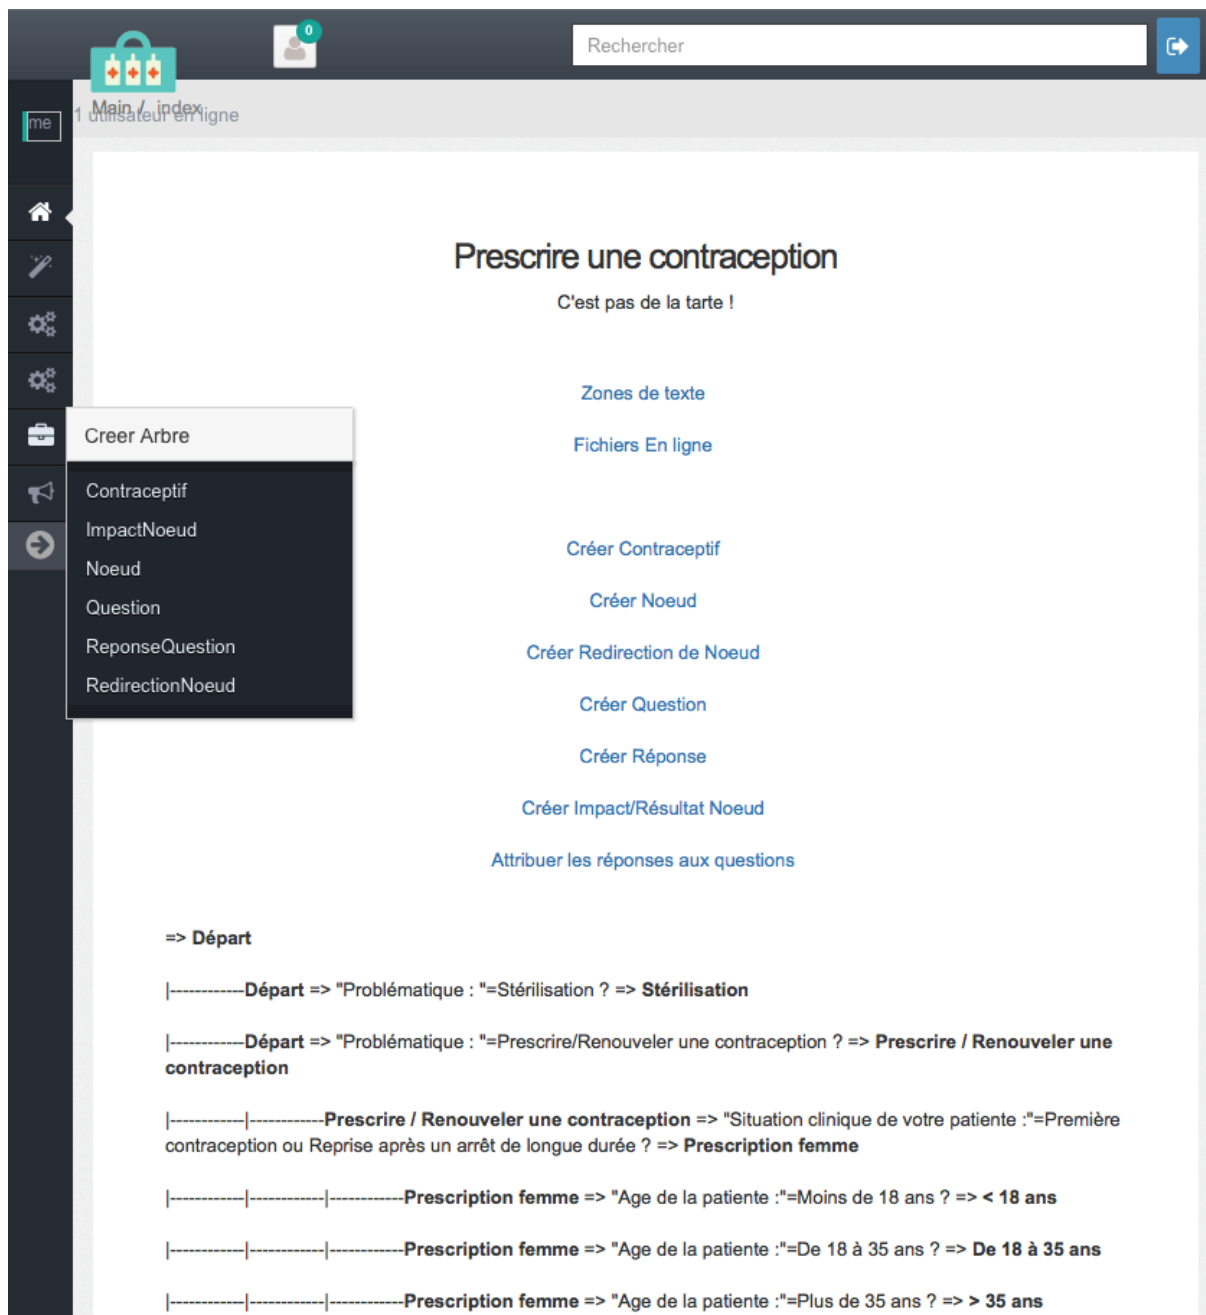 0
Rechercher
Main / index
1 utilisateur en ligne
me
Prescrire une contraception
C'est pas de la tarte !
Zones de texte
Fichiers En ligne
Creer Arbre
Contraceptif
ImpactNoeud
Noeud
Question
ReponseQuestion
RedirectionNoeud
Créer Contraceptif
Créer Noeud
Créer Redirection de Noeud
Créer Question
Créer Réponse
Créer Impact/Résultat Noeud
Attribuer les réponses aux questions
=> Départ
|------------Départ => "Problématique : "=Stérilisation ? => Stérilisation
|------------Départ => "Problématique : "=Prescrire/Renouveler une contraception ? => Prescrire / Renouveler une
contraception
|------------|------------Prescrire / Renouveler une contraception => "Situation clinique de votre patiente :"=Première
contraception ou Reprise après un arrêt de longue durée ? => Prescription femme
|------------|------------|------------Prescription femme => "Age de la patiente :"=Moins de 18 ans ? => < 18 ans
|------------|------------|------------Prescription femme => "Age de la patiente :"=De 18 à 35 ans ? => De 18 à 35 ans
|------------|------------|------------Prescription femme => "Age de la patiente :"=Plus de 35 ans ? => > 35 ans